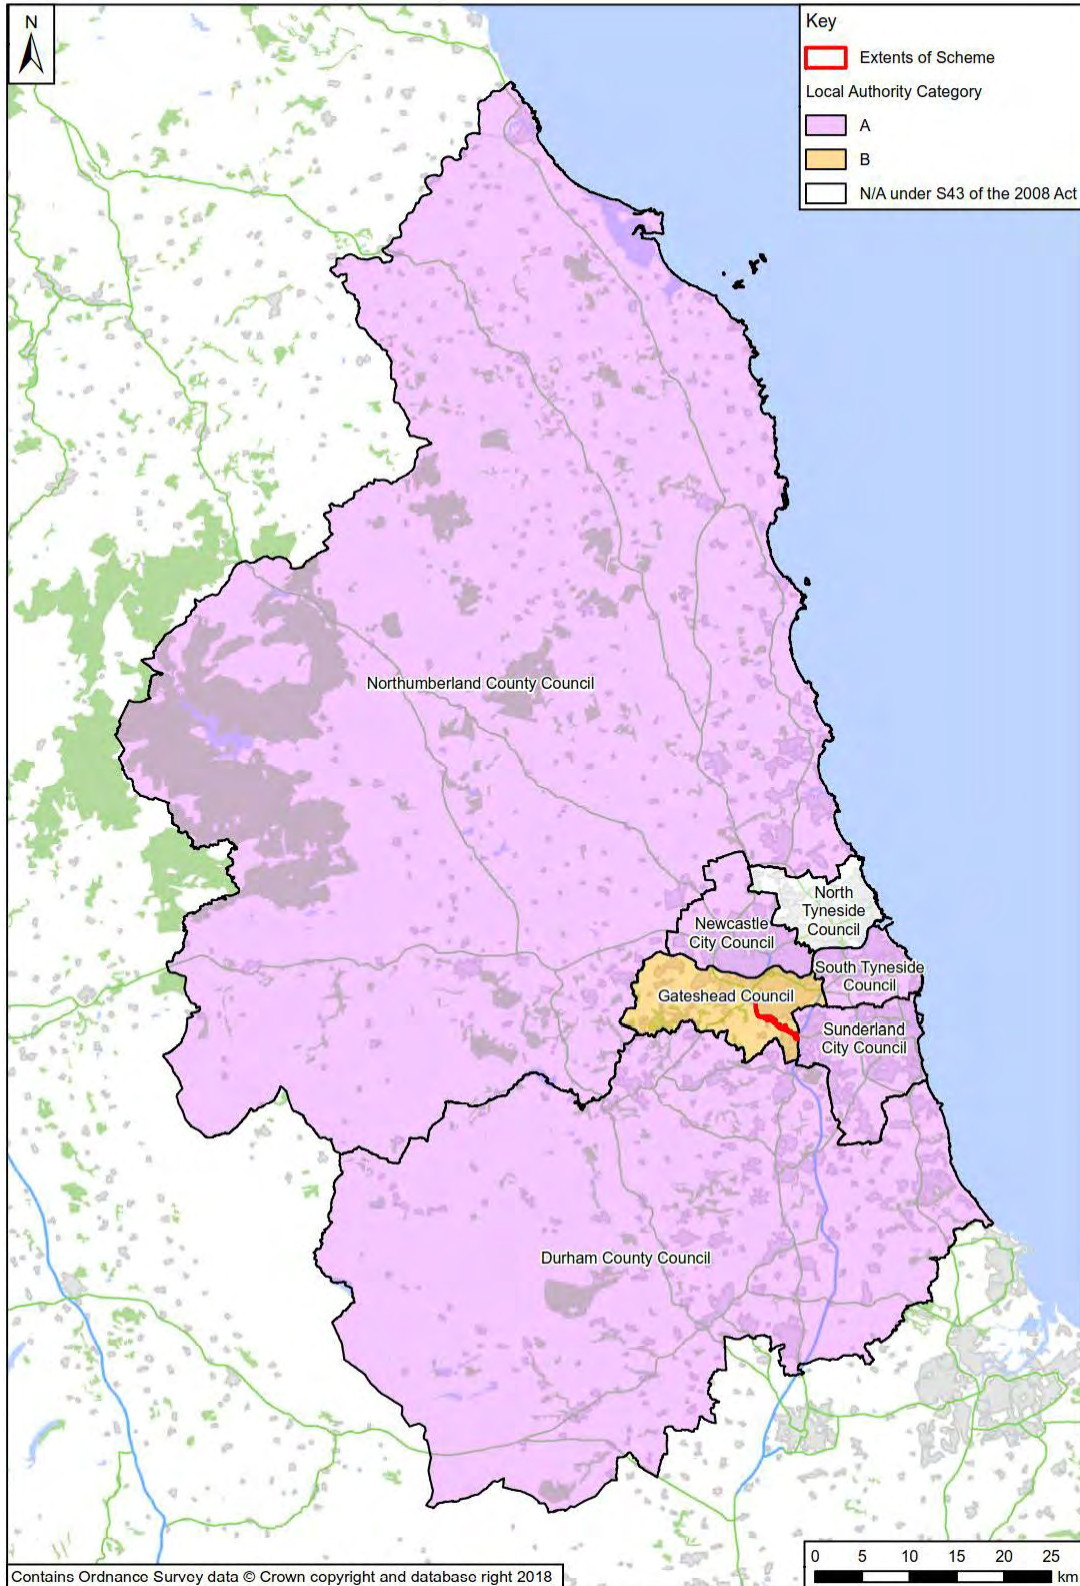 N
Key
Extents of Scheme
Local Authority Category
A
B
N/A under S43 of the 2008 Act
Northumberland County Council
North
Tyneside
Council
Newcastle
City Council
South Tyneside
Council
Gateshead Council
Sunderland
City Council
Durham County Council
0 5 10 15 20 25
km
Contains Ordnance Survey data © Crown copyright and database right 2018